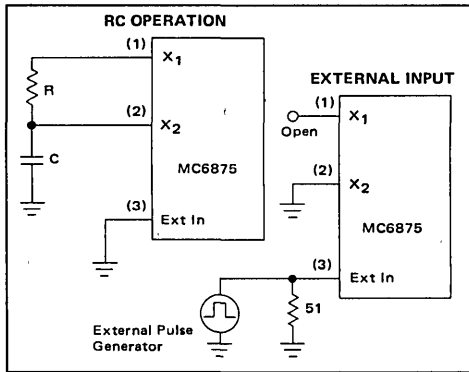 RC OPERATION
(1)
X1
R
(2)
X2
C
MC6875
(3)
Ext In
EXTERNAL INPUT
(1)
X1
Open
(2)
X2
MC6875
(3)
Ext In
51
External Pulse
Generator